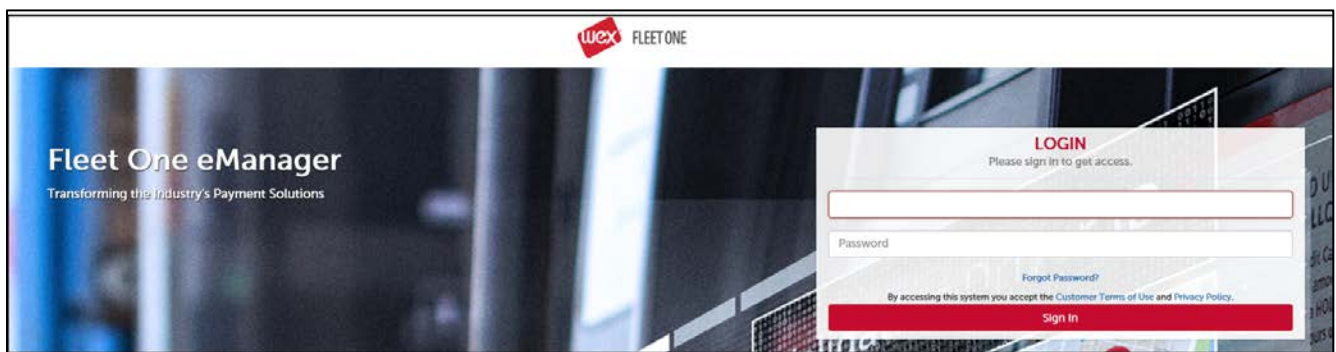 wex FLEET ONE
Fleet One eManager
Transforming the Industry's Payment Solutions
LOGIN
Please sign in to get access.
Password
Forgot Password?
By accessing this system you accept the Customer Terms of Use and Privacy Policy.
Sign In